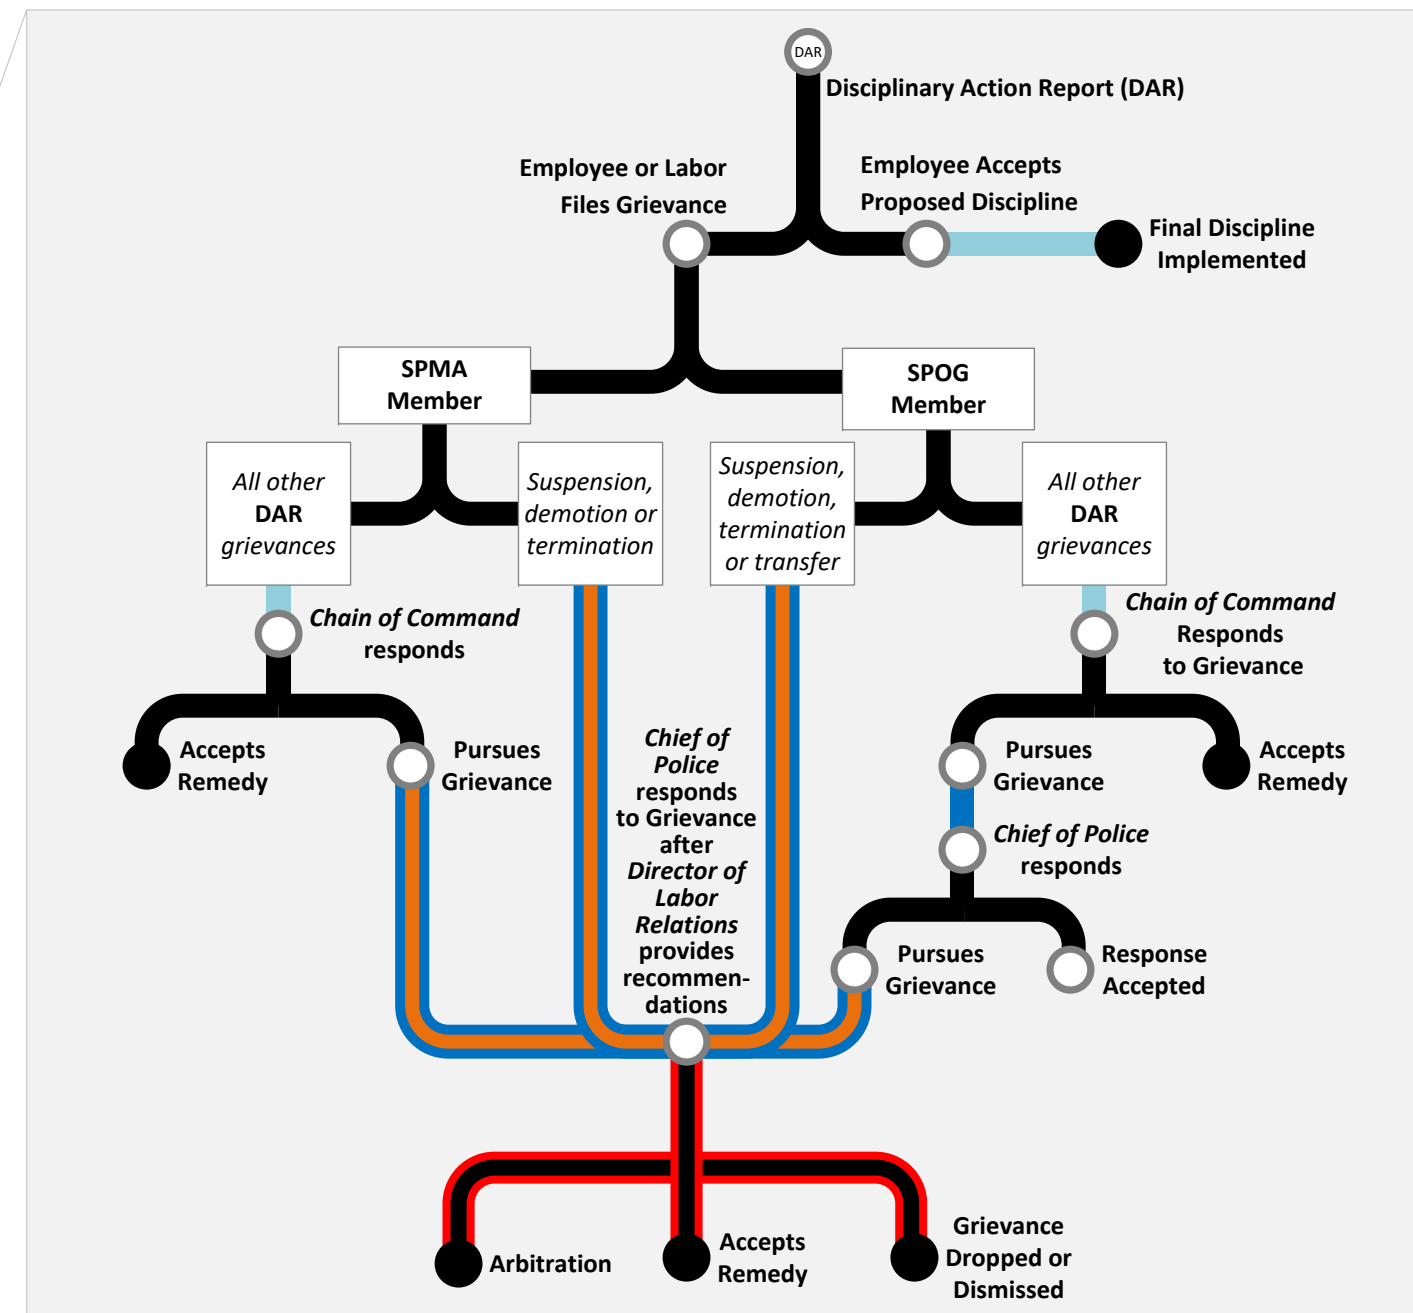 DAR
Disciplinary Action Report (DAR)
Employee or Labor
Files Grievance
Employee Accepts
Proposed Discipline
Final Discipline
Implemented
SPMA
Member
SPOG
Member
All other
DAR
grievances
Suspension,
demotion or
termination
Suspension,
demotion,
termination
or transfer
All other
DAR
grievances
Chain of Command
responds
Chain of Command
Responds
to Grievance
Accepts
Remedy
Pursues
Grievance
Chief of
Police
responds
to Grievance
after
Director of
Labor
Relations
provides
recommen-
dations
Pursues
Grievance
Accepts
Remedy
Chief of Police
responds
Pursues
Grievance
Response
Accepted
Arbitration
Accepts
Remedy
Grievance
Dropped or
Dismissed